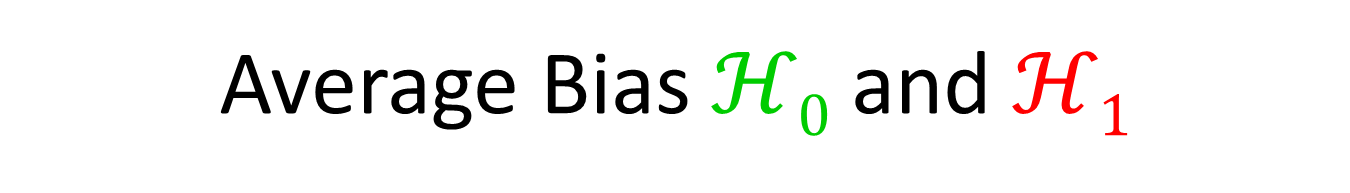 Average Bias ℋ₀ and ℋ₁